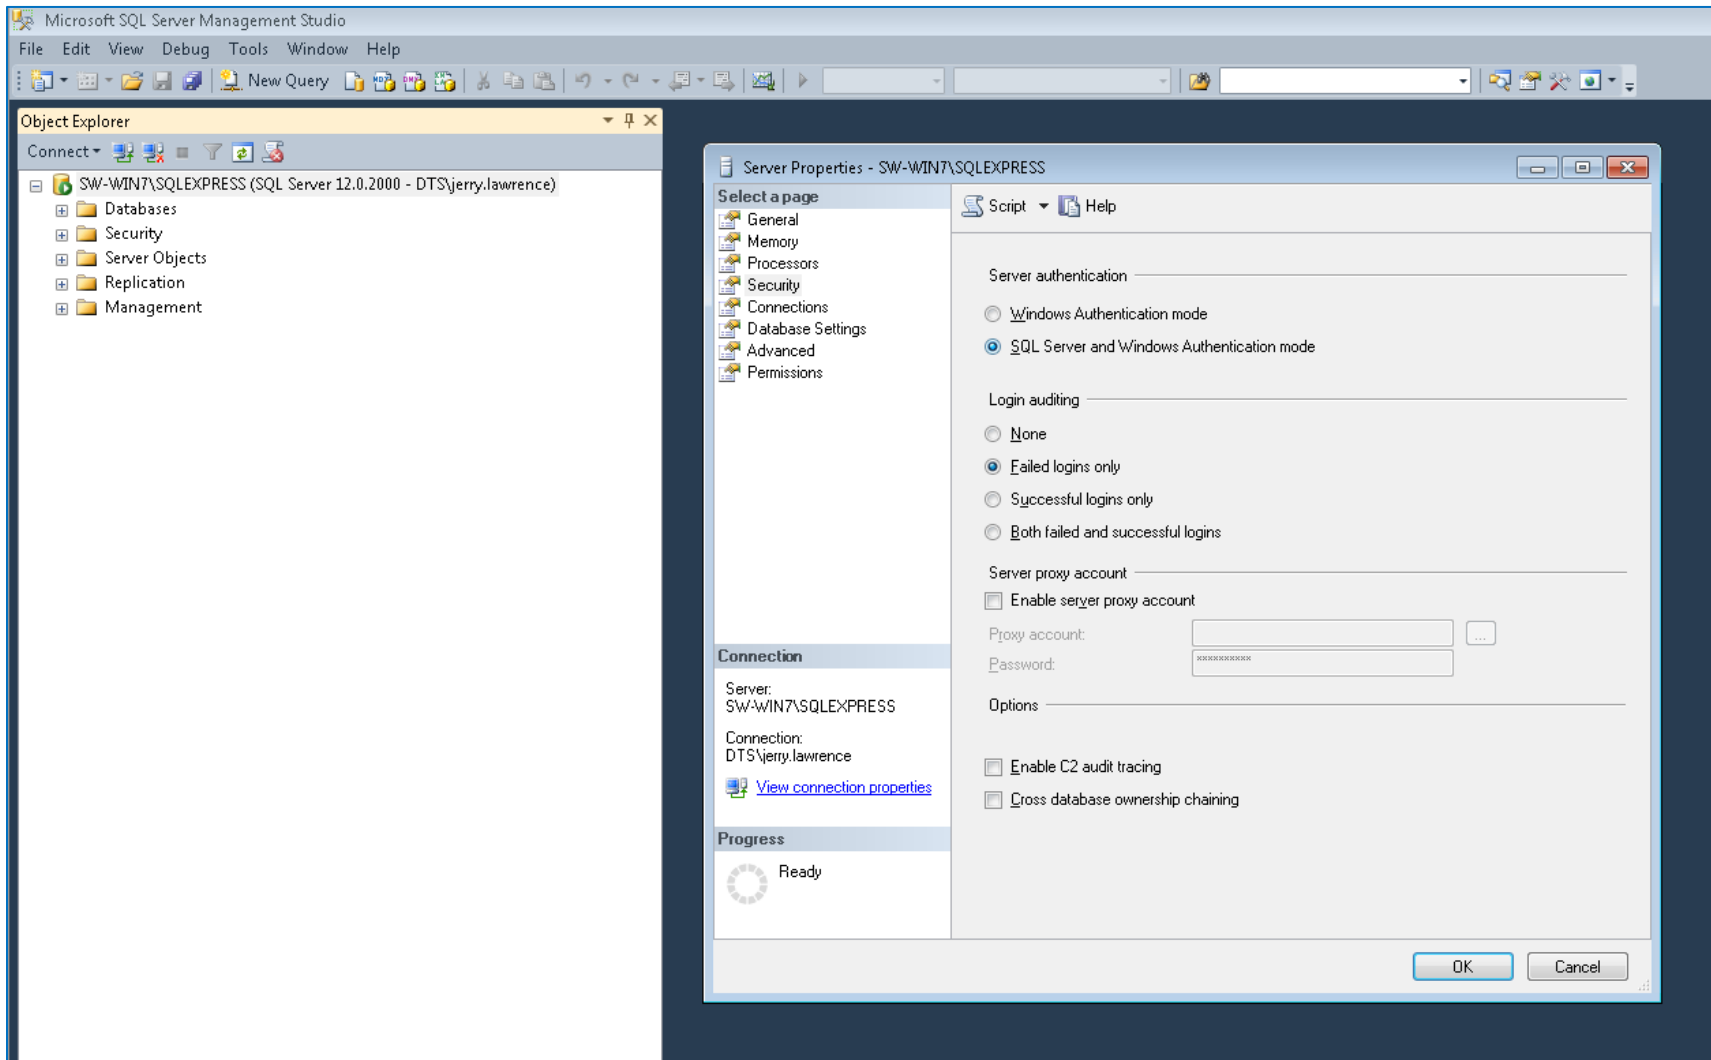 Microsoft SQL Server Management Studio
File Edit View Debug Tools Window Help
New Query
Object Explorer
Connect
SW-WIN7\SQLEXPRESS (SQL Server 12.0.2000 - DTS\jerry.lawrence)
Databases
Security
Server Objects
Replication
Management
Server Properties - SW-WIN7\SQLEXPRESS
Select a page
General
Memory
Processors
Security
Connections
Database Settings
Advanced
Permissions
Connection
Server:
SW-WIN7\SQLEXPRESS
Connection:
DTS\jerry.lawrence
View connection properties
Progress
Ready
Script Help
Server authentication
Windows Authentication mode
SQL Server and Windows Authentication mode
Login auditing
None
Failed logins only
Successful logins only
Both failed and successful logins
Server proxy account
Enable server proxy account
Proxy account:
...
Password:
**********
Options
Enable C2 audit tracing
Cross database ownership chaining
OK Cancel